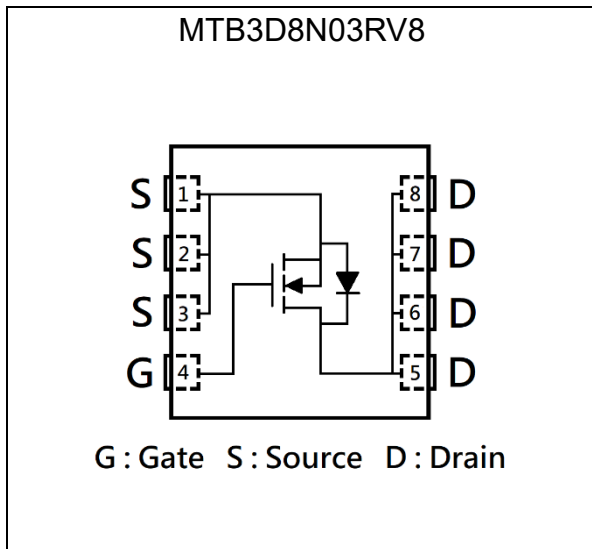 MTB3D8N03RV8
S 1 8 D
S 2 7 D
S 3 6 D
G 4 5 D
G : Gate S : Source D : Drain